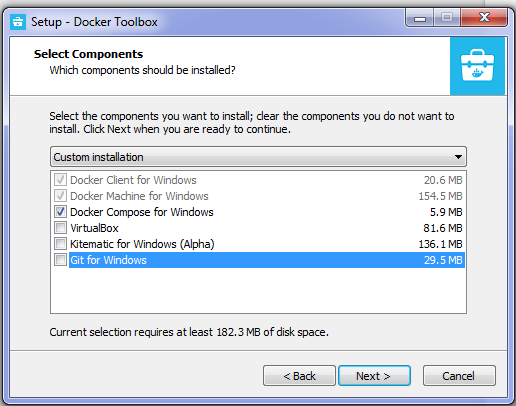 Setup - Docker Toolbox
Select Components
Which components should be installed?
Select the components you want to install; clear the components you do not want to
install. Click Next when you are ready to continue.
Custom installation
Docker Client for Windows 20.6 MB
Docker Machine for Windows 154.5 MB
Docker Compose for Windows 5.9 MB
VirtualBox 81.6 MB
Kitematic for Windows (Alpha) 136.1 MB
Git for Windows 29.5 MB
Current selection requires at least 182.3 MB of disk space.
< Back Next > Cancel